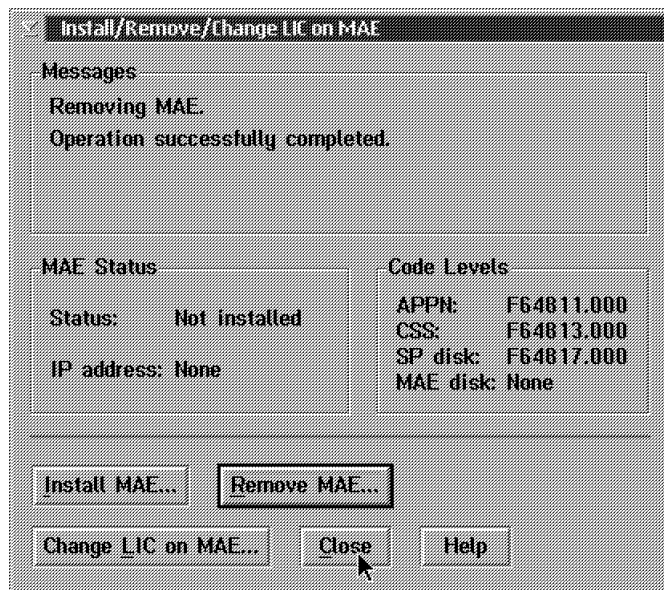 Install/Remove/Change LIC on MAE
Messages
Removing MAE.
Operation successfully completed.
MAE Status
Status: Not installed
IP address: None
Code Levels
APPN: F64811.000
CSS: F64813.000
SP disk: F64817.000
MAE disk: None
Install MAE... Remove MAE...
Change LIC on MAE... Close Help